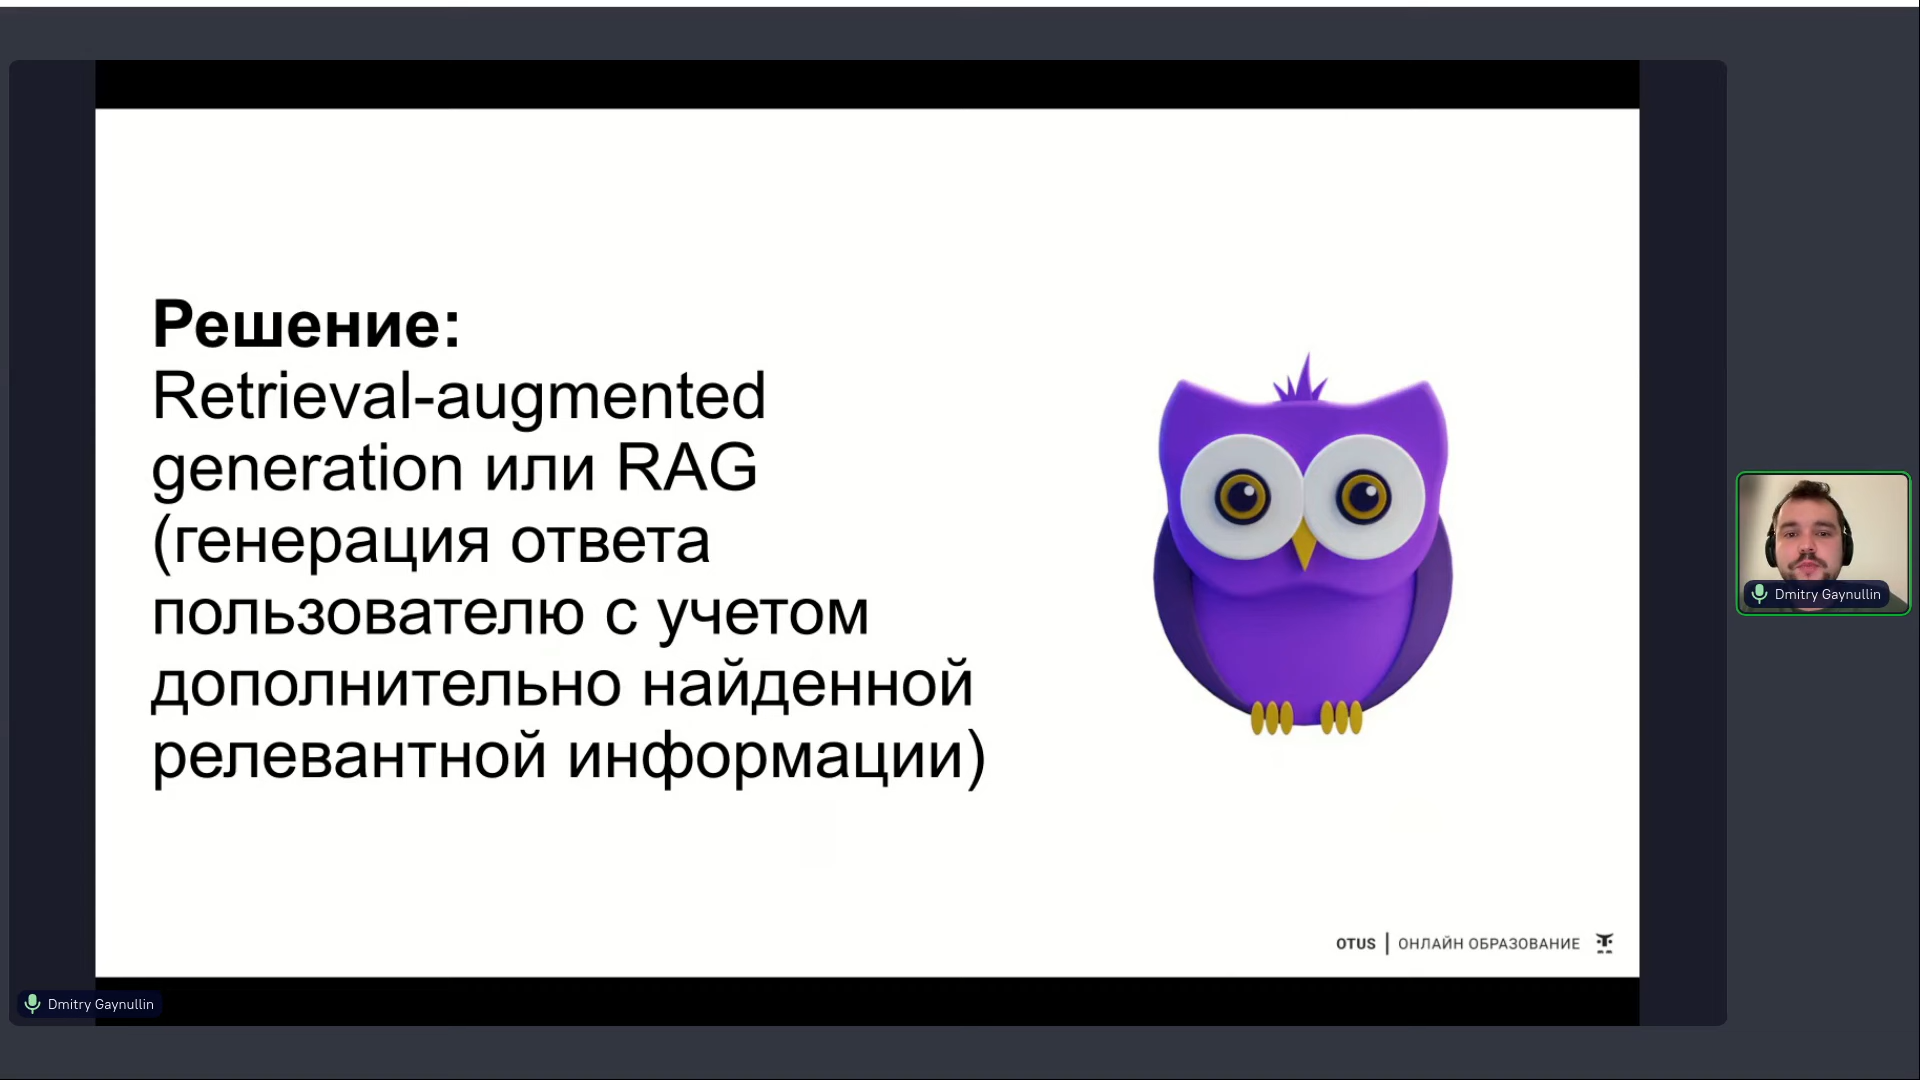 Решение:
Retrieval-augmented
generation или RAG
(генерация ответа
пользователю с учетом
дополнительно найденной
релевантной информации)
OTUS | ОНЛАЙН ОБРАЗОВАНИЕ
Dmitry Gaynullin
Dmitry Gaynullin